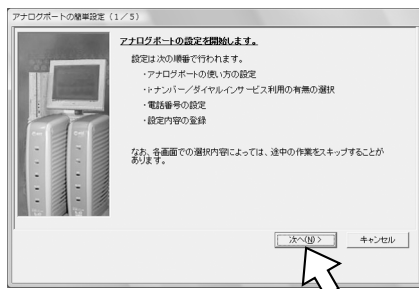 アナログポートの簡単設定 (1/5)
アナログポートの設定を開始します。
設定は次の順番で行われます。
・アナログポートの使い方の設定
・i・ナンバー/ダイヤルインサービス利用の有無の選択
・電話番号の設定
・設定内容の登録
なお、各画面での選択内容によっては、途中の作業をスキップすることが
あります。
次へ(N) >
キャンセル